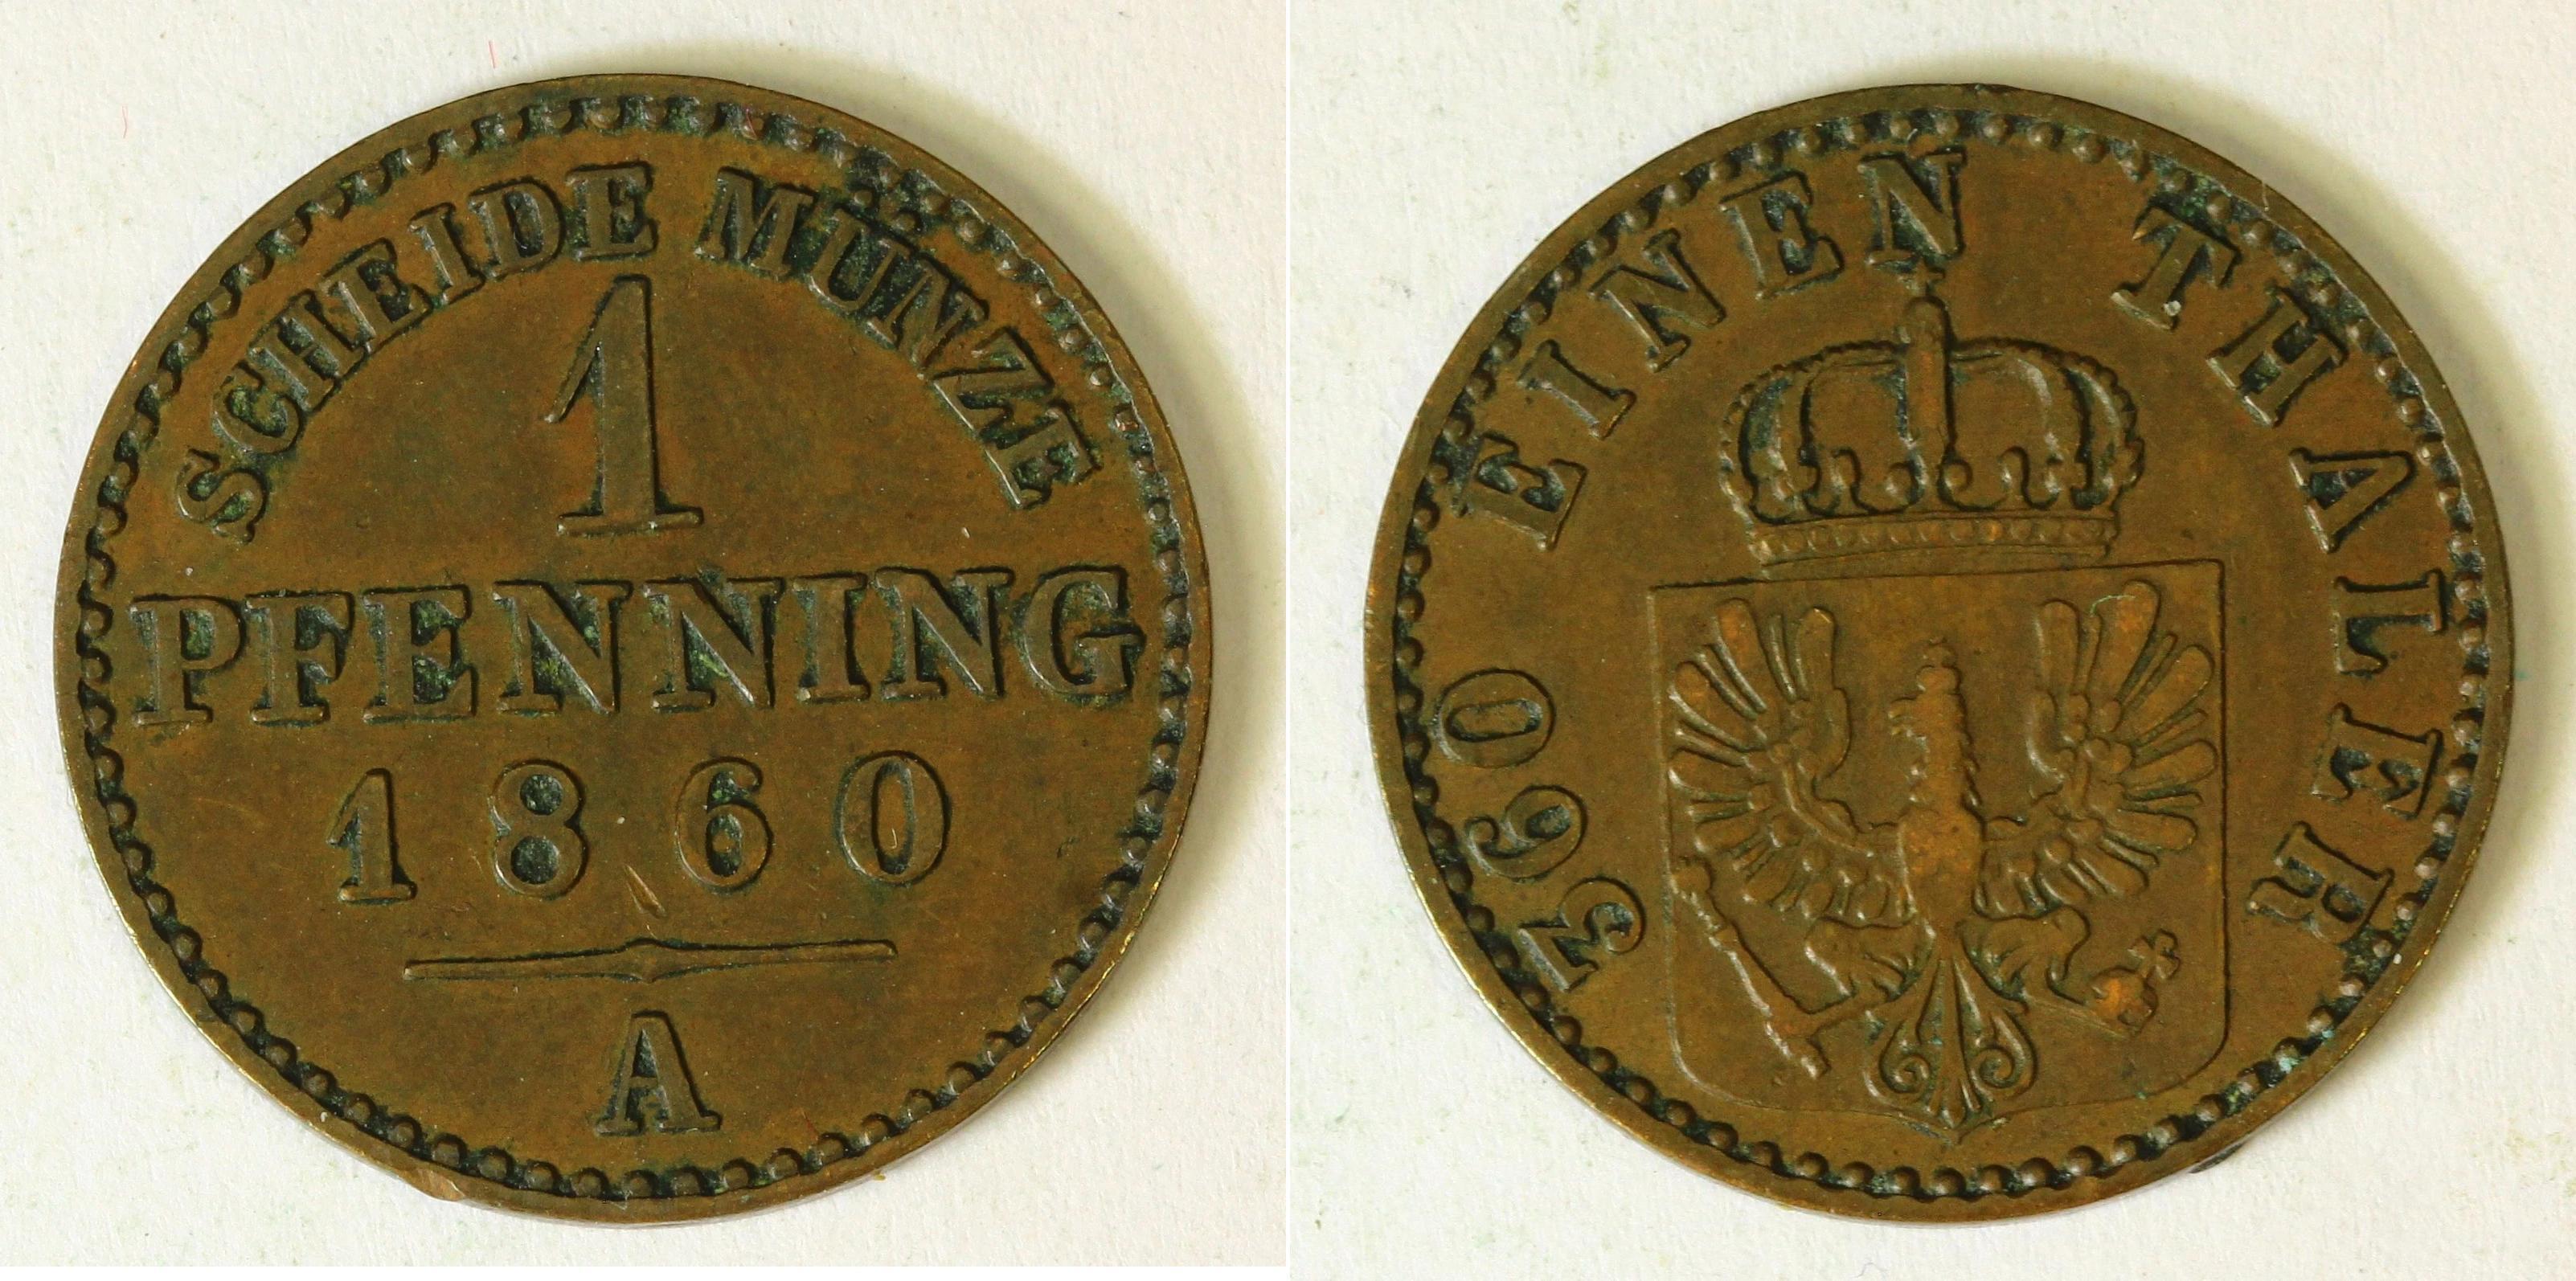 SCHEIDE MÜNZE
1
PFENNING
1860
A
360 EINEN THALER